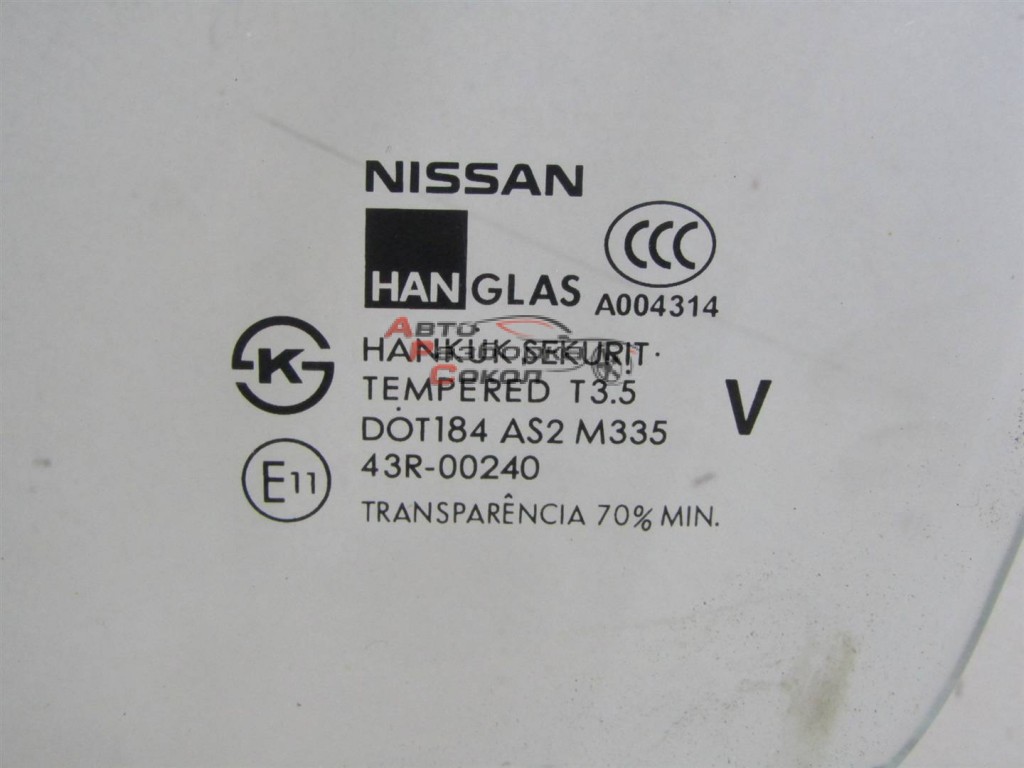 NISSAN
HANGLAS
CCC
A004314
K
АВТО
РАЗБОРКА
СОКОЛ
HANKUK SEKURIT
TEMPERED T3.5
V
DOT184 AS2 M335
E11
43R-00240
TRANSPARÊNCIA 70% MIN.